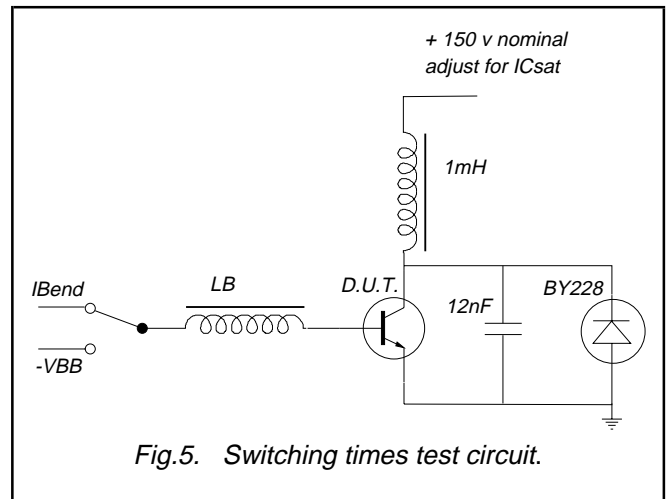 + 150 v nominal
adjust for ICsat
1mH
IBend
LB
D.U.T.
12nF
BY228
-VBB
Fig.5. Switching times test circuit.